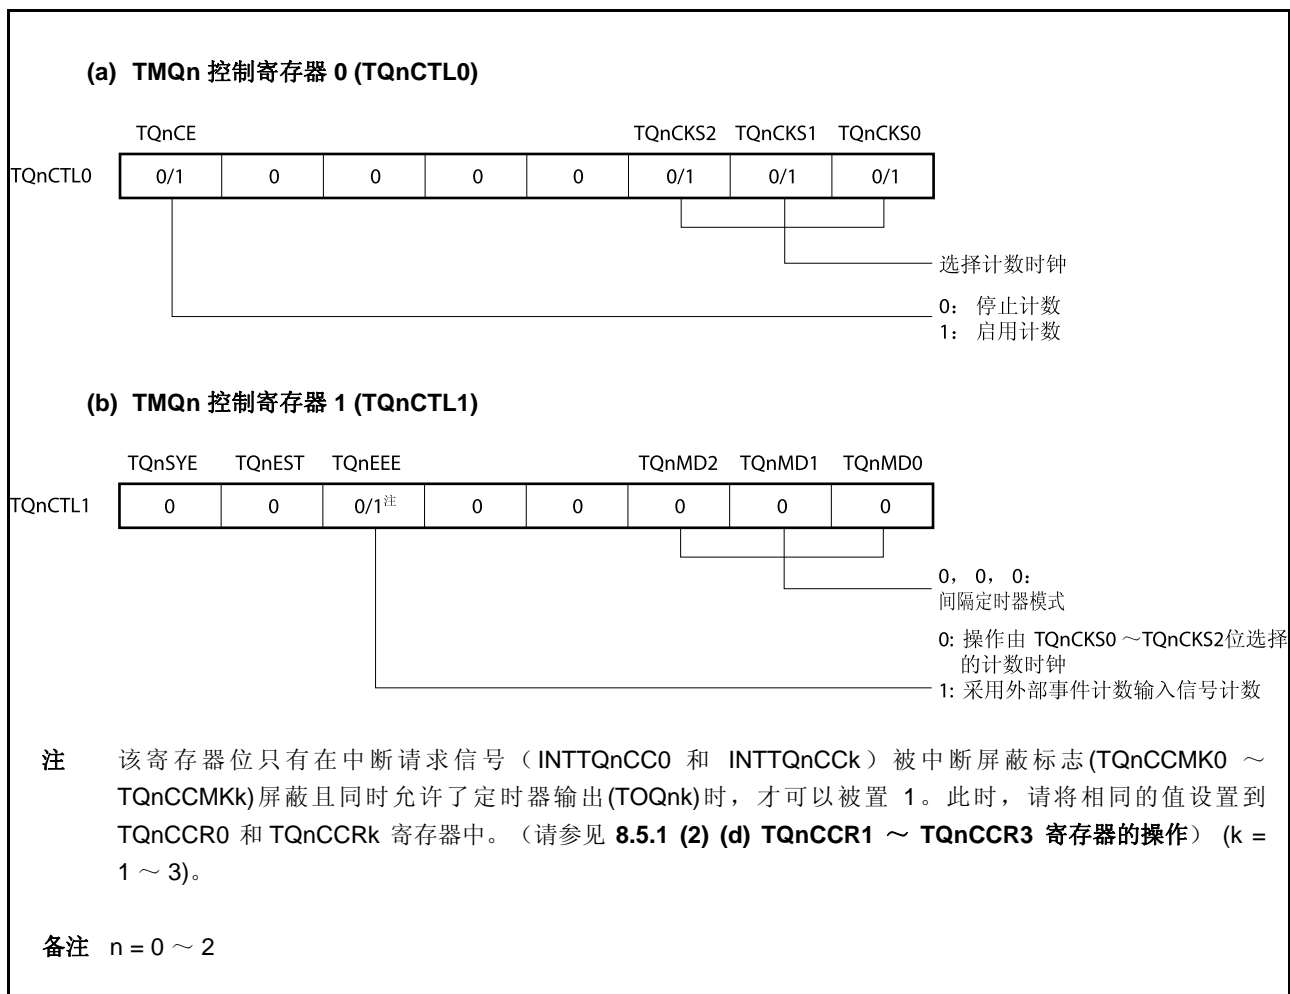 (a) TMQn 控制寄存器 0 (TQnCTL0)
TQnCE TQnCKS2 TQnCKS1 TQnCKS0
TQnCTL0 0/1 0 0 0 0 0/1 0/1 0/1
选择计数时钟
0： 停止计数
1： 启用计数
(b) TMQn 控制寄存器 1 (TQnCTL1)
TQnSYE TQnEST TQnEEE TQnMD2 TQnMD1 TQnMD0
TQnCTL1 0 0 0/1注 0 0 0 0 0
0， 0， 0：
间隔定时器模式
0: 操作由 TQnCKS0 ～TQnCKS2位选择
的计数时钟
1: 采用外部事件计数输入信号计数
注 该寄存器位只有在中断请求信号（INTTQnCC0 和 INTTQnCCk）被中断屏蔽标志(TQnCCMK0 ～
TQnCCMKk)屏蔽且同时允许了定时器输出(TOQnk)时，才可以被置 1。此时，请将相同的值设置到
TQnCCR0 和 TQnCCRk 寄存器中。（请参见 8.5.1 (2) (d) TQnCCR1 ～ TQnCCR3 寄存器的操作） (k =
1 ～ 3)。
备注 n = 0 ～ 2